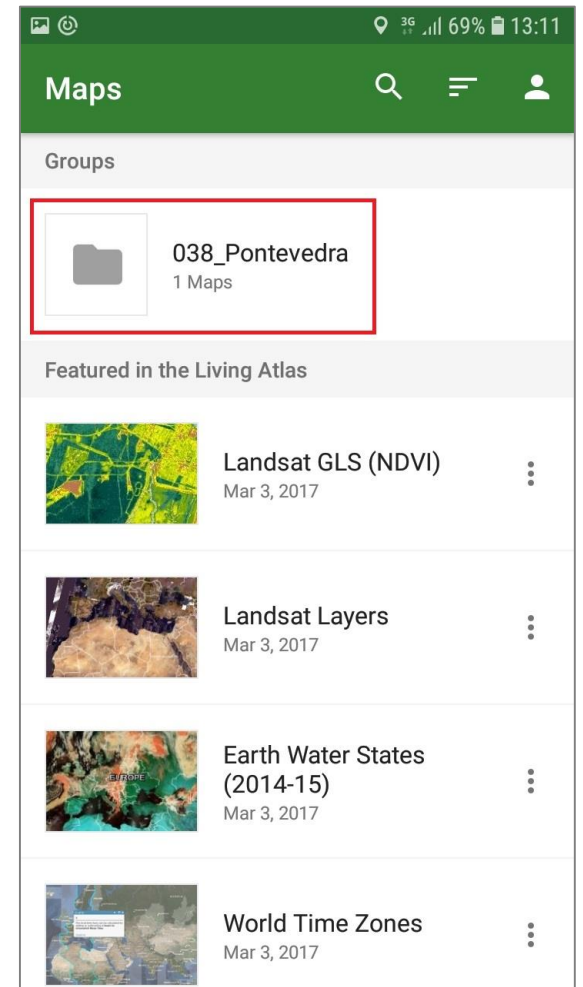 3G 69% 13:11
Maps
Groups
038_Pontevedra
1 Maps
Featured in the Living Atlas
Landsat GLS (NDVI)
Mar 3, 2017
Landsat Layers
Mar 3, 2017
EUROPE
Earth Water States
(2014-15)
Mar 3, 2017
World Time Zones
Mar 3, 2017